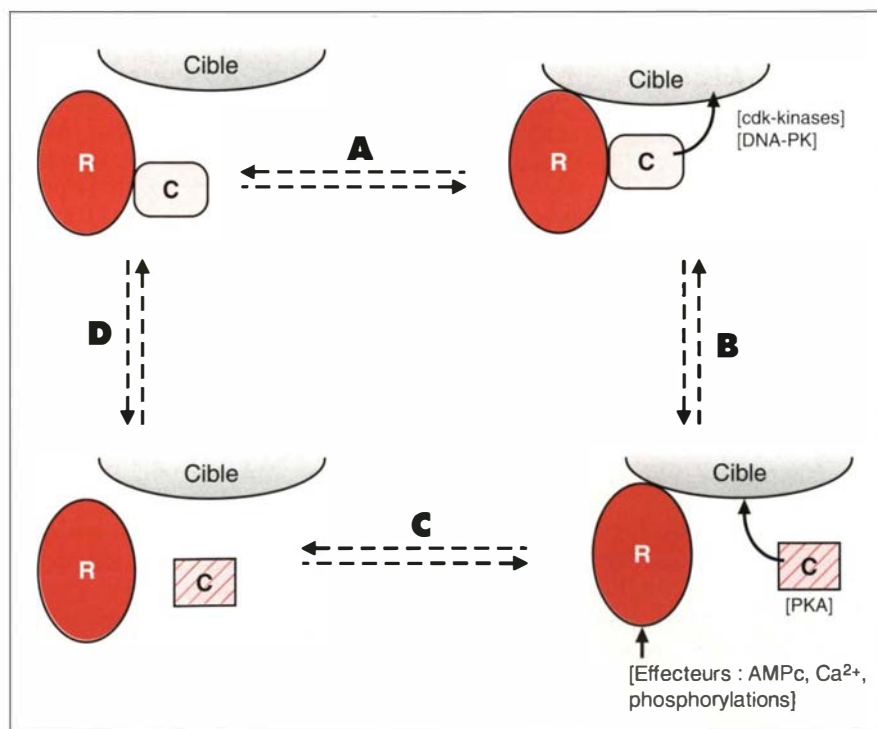 Cible
Cible
R
C
A
R
C
[cdk-kinases]
[DNA-PK]
D
B
Cible
Cible
R
C
C
R
C
[PKA]
[Effecteurs : AMPc, Ca²⁺,
phosphorylations]